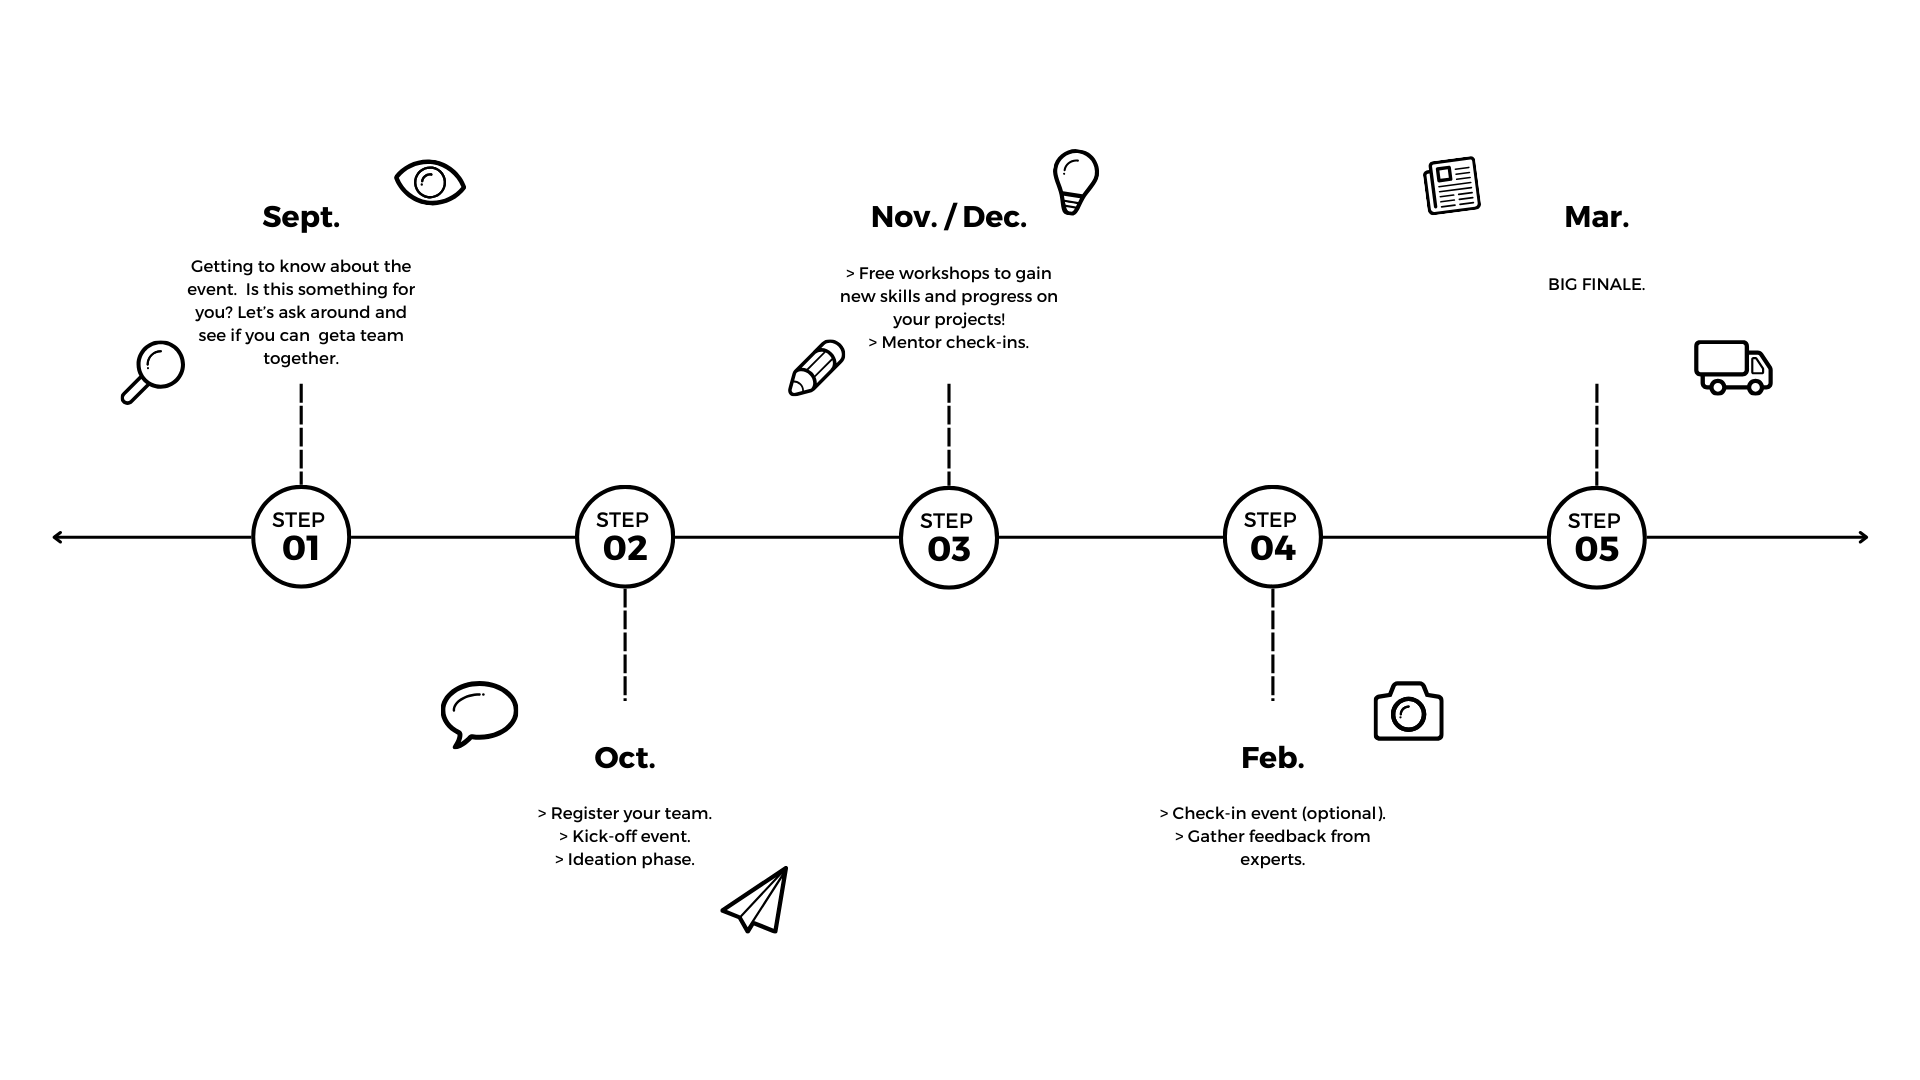 Sept.
Getting to know about the
event.  Is this something for
you? Let's ask around and
see if you can  geta team
together.
STEP
01
Oct.
> Register your team.
> Kick-off event.
> Ideation phase.
STEP
02
Nov. / Dec.
> Free workshops to gain
new skills and progress on
your projects!
> Mentor check-ins.
STEP
03
Feb.
> Check-in event (optional).
> Gather feedback from
experts.
STEP
04
Mar.
BIG FINALE.
STEP
05